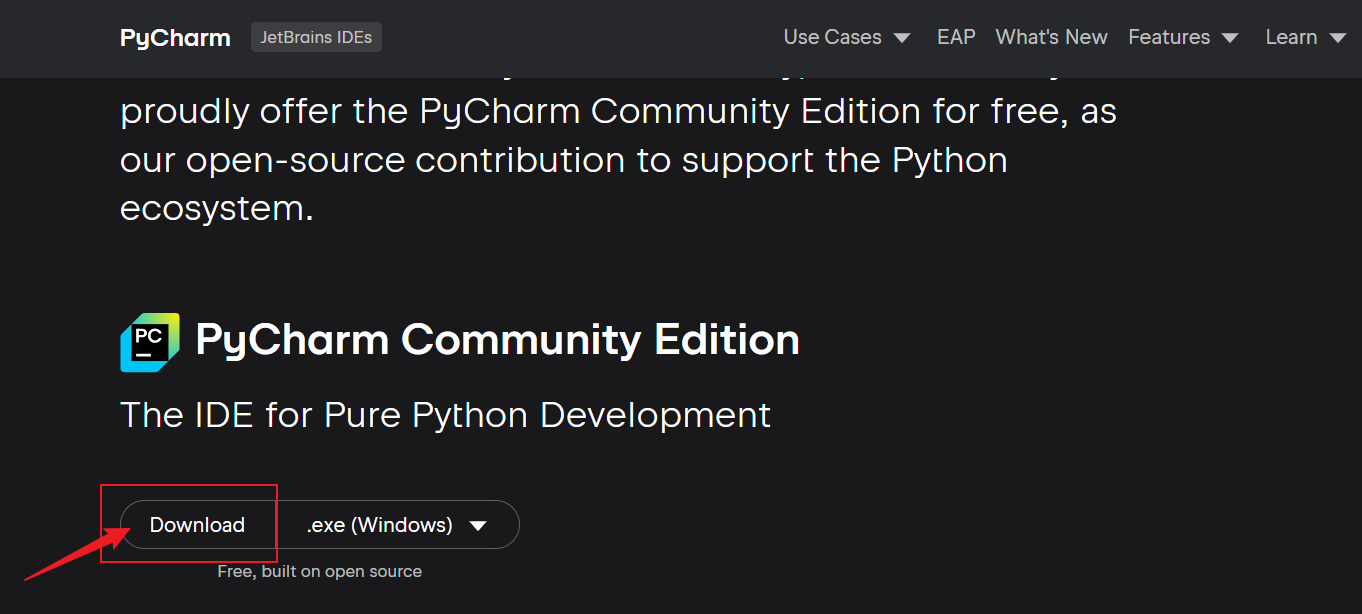 PyCharm JetBrains IDEs Use Cases EAP What's New Features Learn
proudly offer the PyCharm Community Edition for free, as
our open-source contribution to support the Python
ecosystem.
PC
PyCharm Community Edition
The IDE for Pure Python Development
Download .exe (Windows)
Free, built on open source